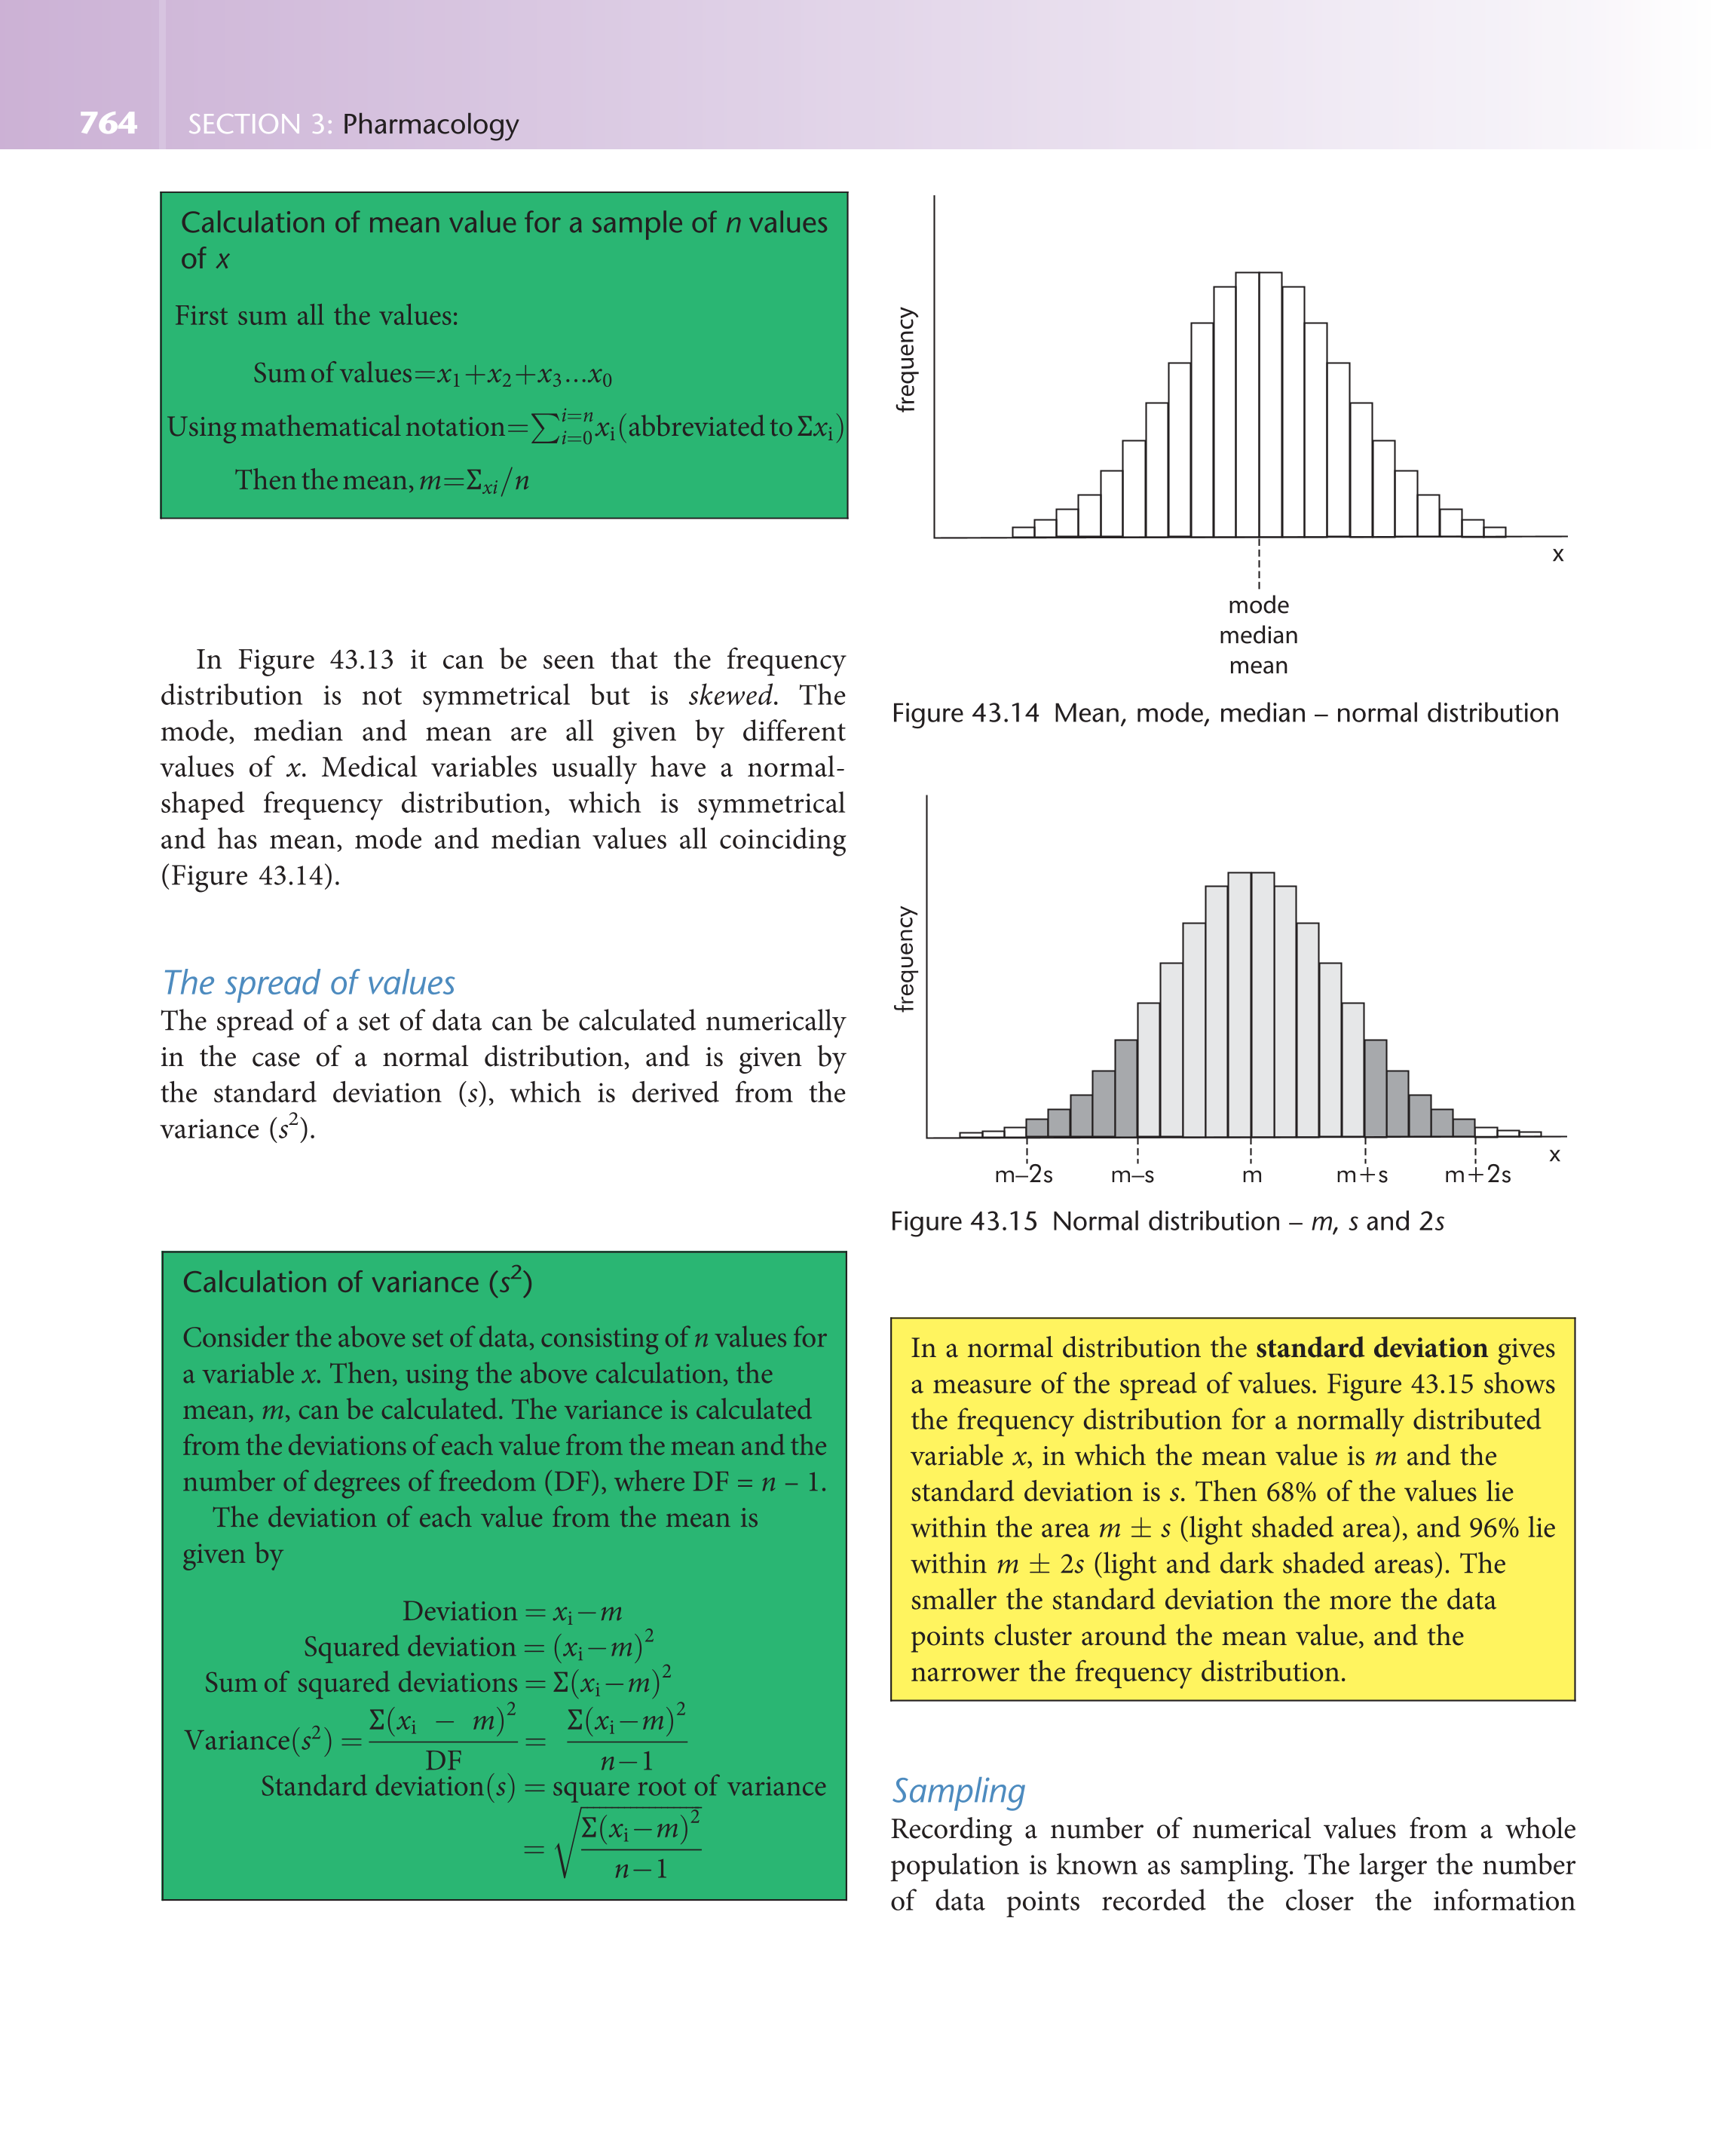 764 SECTION 3: Pharmacology
Calculation of mean value for a sample of n values
of x
First sum all the values:
Sum of values=x₁+x₂+x₃...x₀
Using mathematical notation=∑ᵢ₌₀ⁱ⁼ⁿxᵢ(abbreviated to Σxᵢ)
Then the mean, m=Σₓᵢ/n
In Figure 43.13 it can be seen that the frequency
distribution is not symmetrical but is skewed. The
mode, median and mean are all given by different
values of x. Medical variables usually have a normal-
shaped frequency distribution, which is symmetrical
and has mean, mode and median values all coinciding
(Figure 43.14).
The spread of values
The spread of a set of data can be calculated numerically
in the case of a normal distribution, and is given by
the standard deviation (s), which is derived from the
variance (s²).
Calculation of variance (s²)
Consider the above set of data, consisting of n values for
a variable x. Then, using the above calculation, the
mean, m, can be calculated. The variance is calculated
from the deviations of each value from the mean and the
number of degrees of freedom (DF), where DF = n – 1.
The deviation of each value from the mean is
given by
Deviation = xᵢ−m
Squared deviation = (xᵢ−m)²
Sum of squared deviations = Σ(xᵢ−m)²
Variance(s²) = Σ(xᵢ − m)²/DF = Σ(xᵢ−m)²/n−1
Standard deviation(s) = square root of variance
= √Σ(xᵢ−m)²/n−1
frequency
x
mode
median
mean
Figure 43.14 Mean, mode, median – normal distribution
frequency
x
m–2s m–s m m+s m+2s
Figure 43.15 Normal distribution – m, s and 2s
In a normal distribution the standard deviation gives
a measure of the spread of values. Figure 43.15 shows
the frequency distribution for a normally distributed
variable x, in which the mean value is m and the
standard deviation is s. Then 68% of the values lie
within the area m ± s (light shaded area), and 96% lie
within m ± 2s (light and dark shaded areas). The
smaller the standard deviation the more the data
points cluster around the mean value, and the
narrower the frequency distribution.
Sampling
Recording a number of numerical values from a whole
population is known as sampling. The larger the number
of data points recorded the closer the information